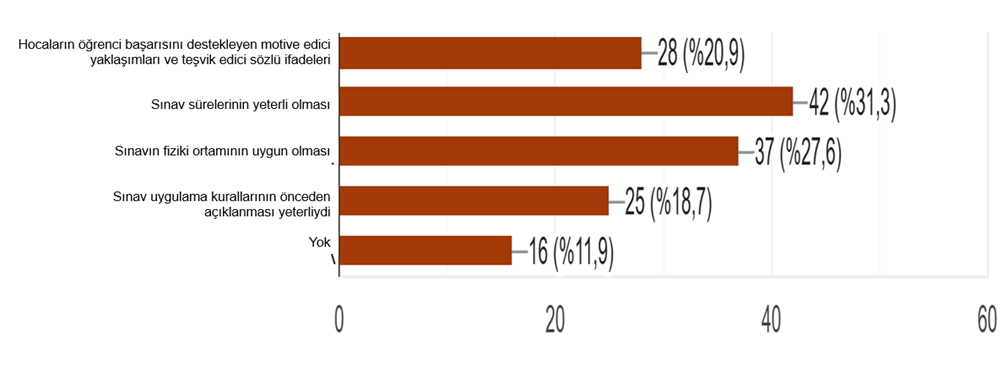 Hocaların öğrenci başarısını destekleyen motive edici
yaklaşımları ve teşvik edici sözlü ifadeleri
28 (%20,9)
Sınav sürelerinin yeterli olması
42 (%31,3)
Sınavın fiziki ortamının uygun olması
37 (%27,6)
Sınav uygulama kurallarının önceden
açıklanması yeterliydi
25 (%18,7)
Yok
16 (%11,9)
0 20 40 60